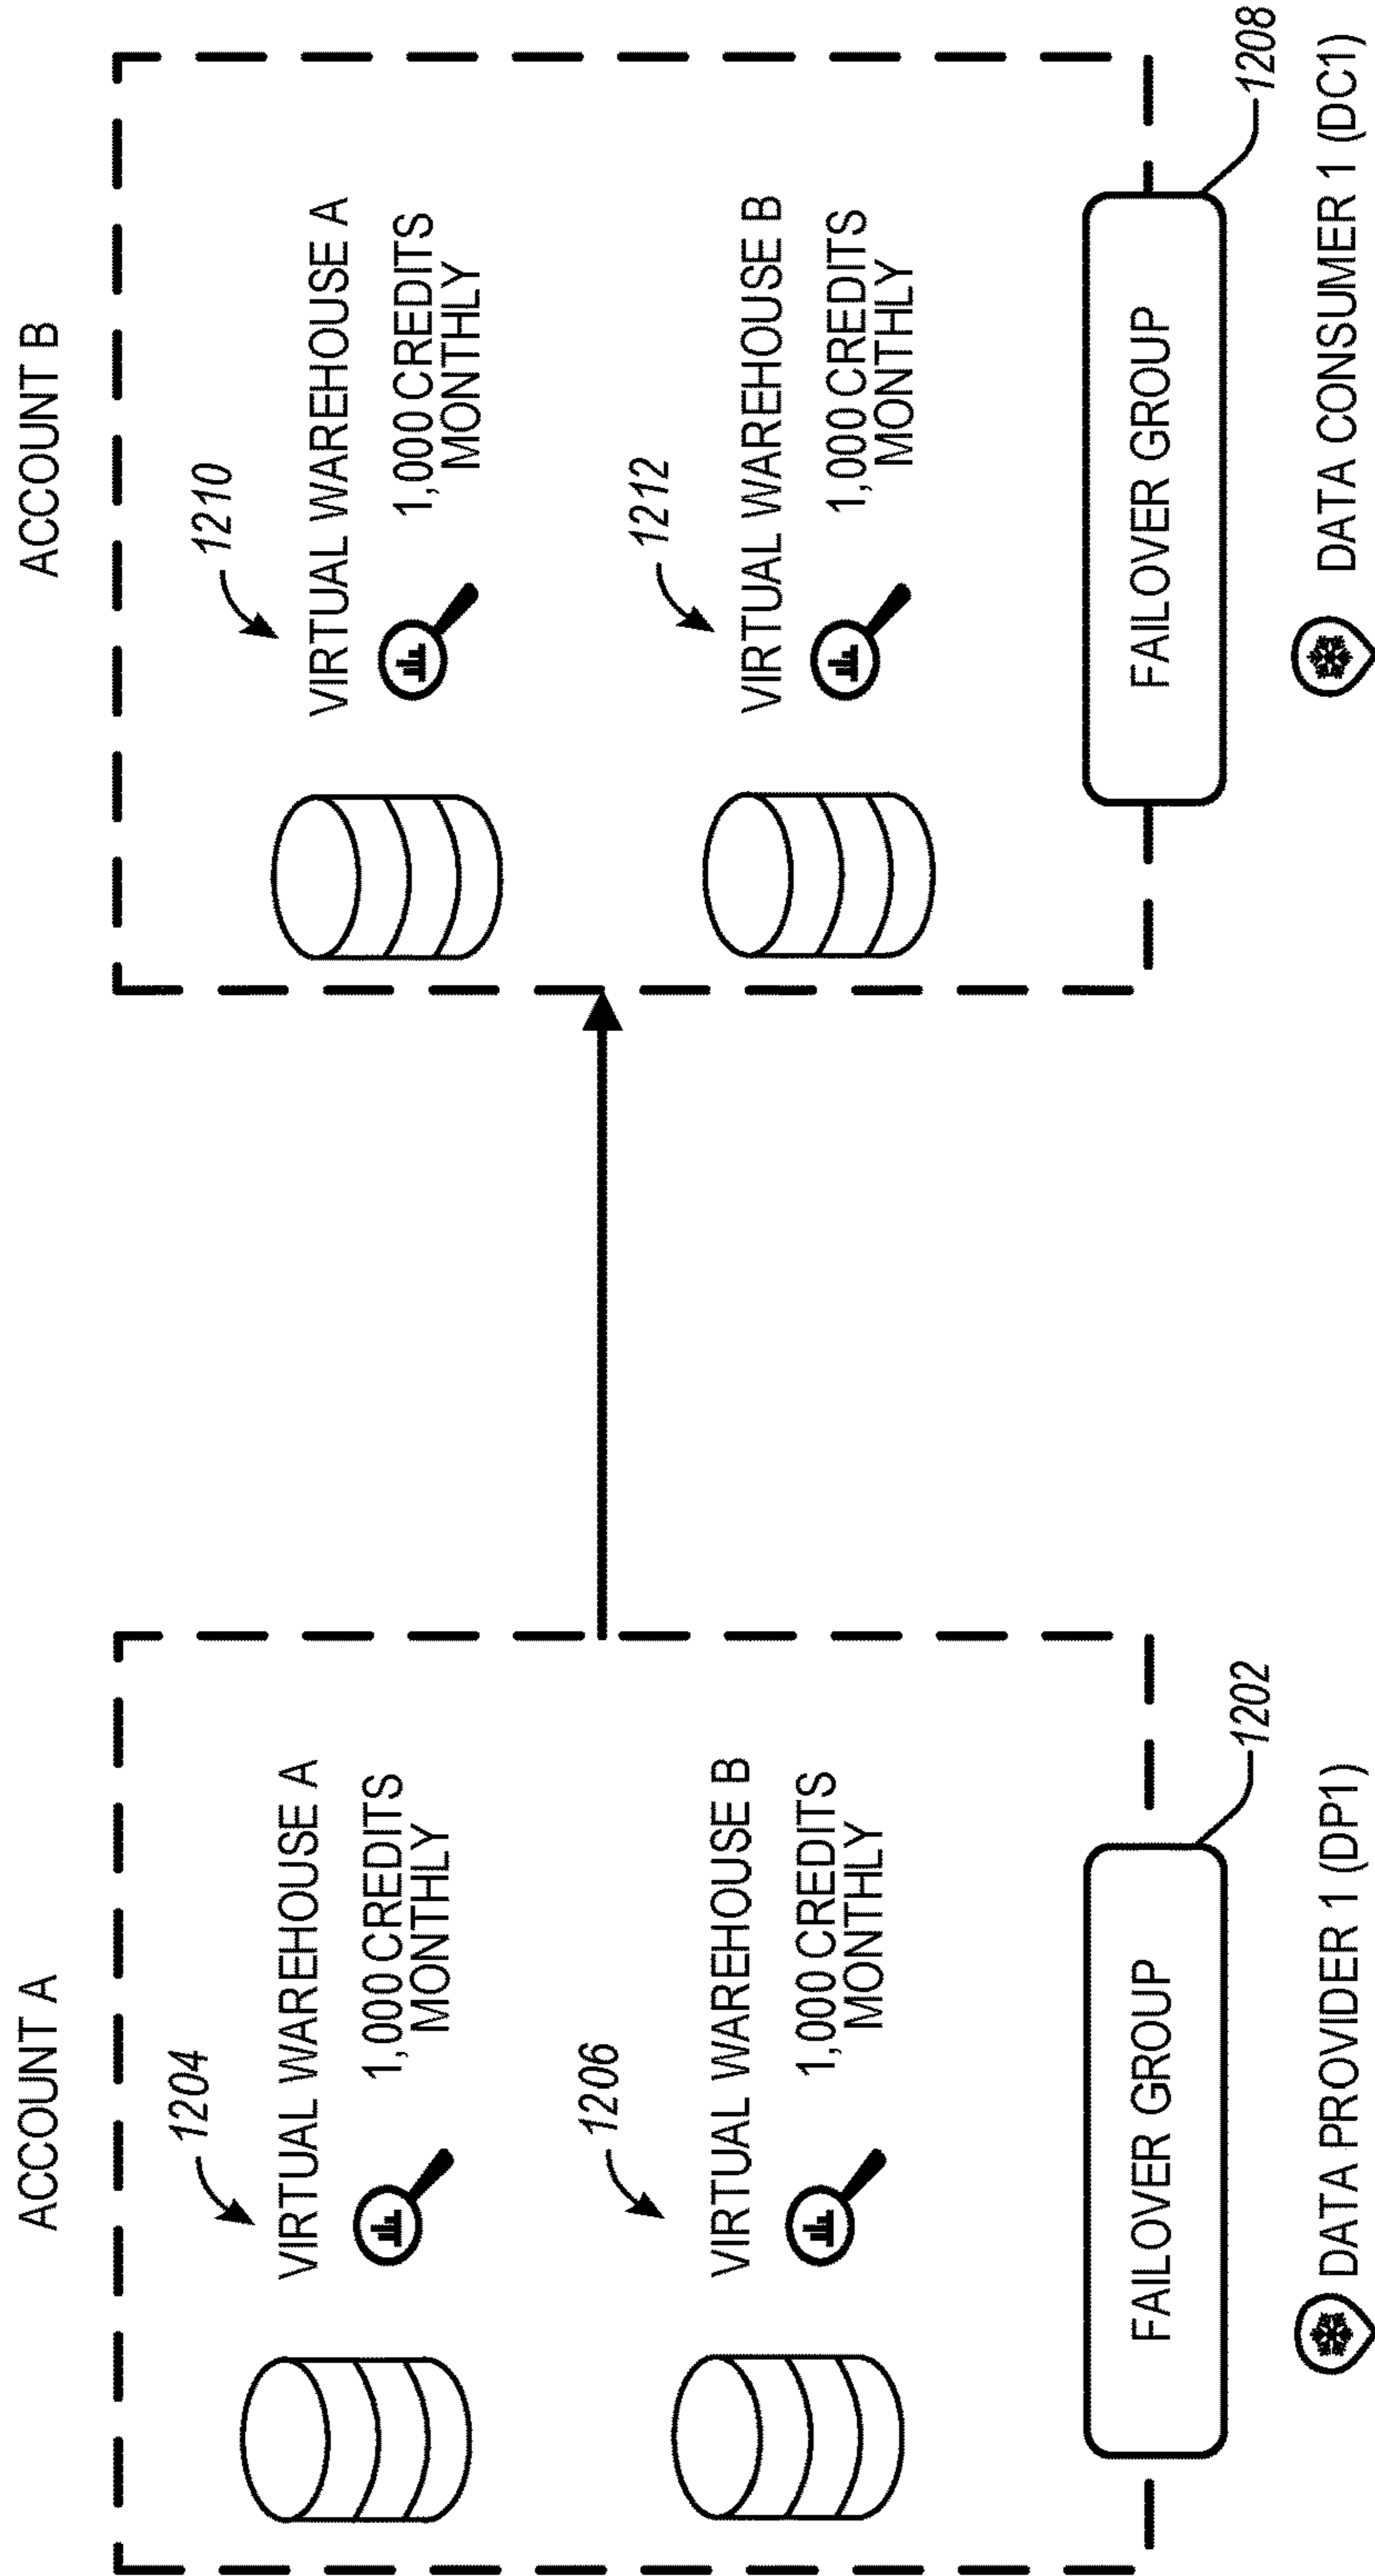 ACCOUNT A
1204
VIRTUAL WAREHOUSE A
1,000 CREDITS
MONTHLY
1206
VIRTUAL WAREHOUSE B
1,000 CREDITS
MONTHLY
FAILOVER GROUP
1202
DATA PROVIDER 1 (DP1)
ACCOUNT B
1210
VIRTUAL WAREHOUSE A
1,000 CREDITS
MONTHLY
1212
VIRTUAL WAREHOUSE B
1,000 CREDITS
MONTHLY
FAILOVER GROUP
1208
DATA CONSUMER 1 (DC1)